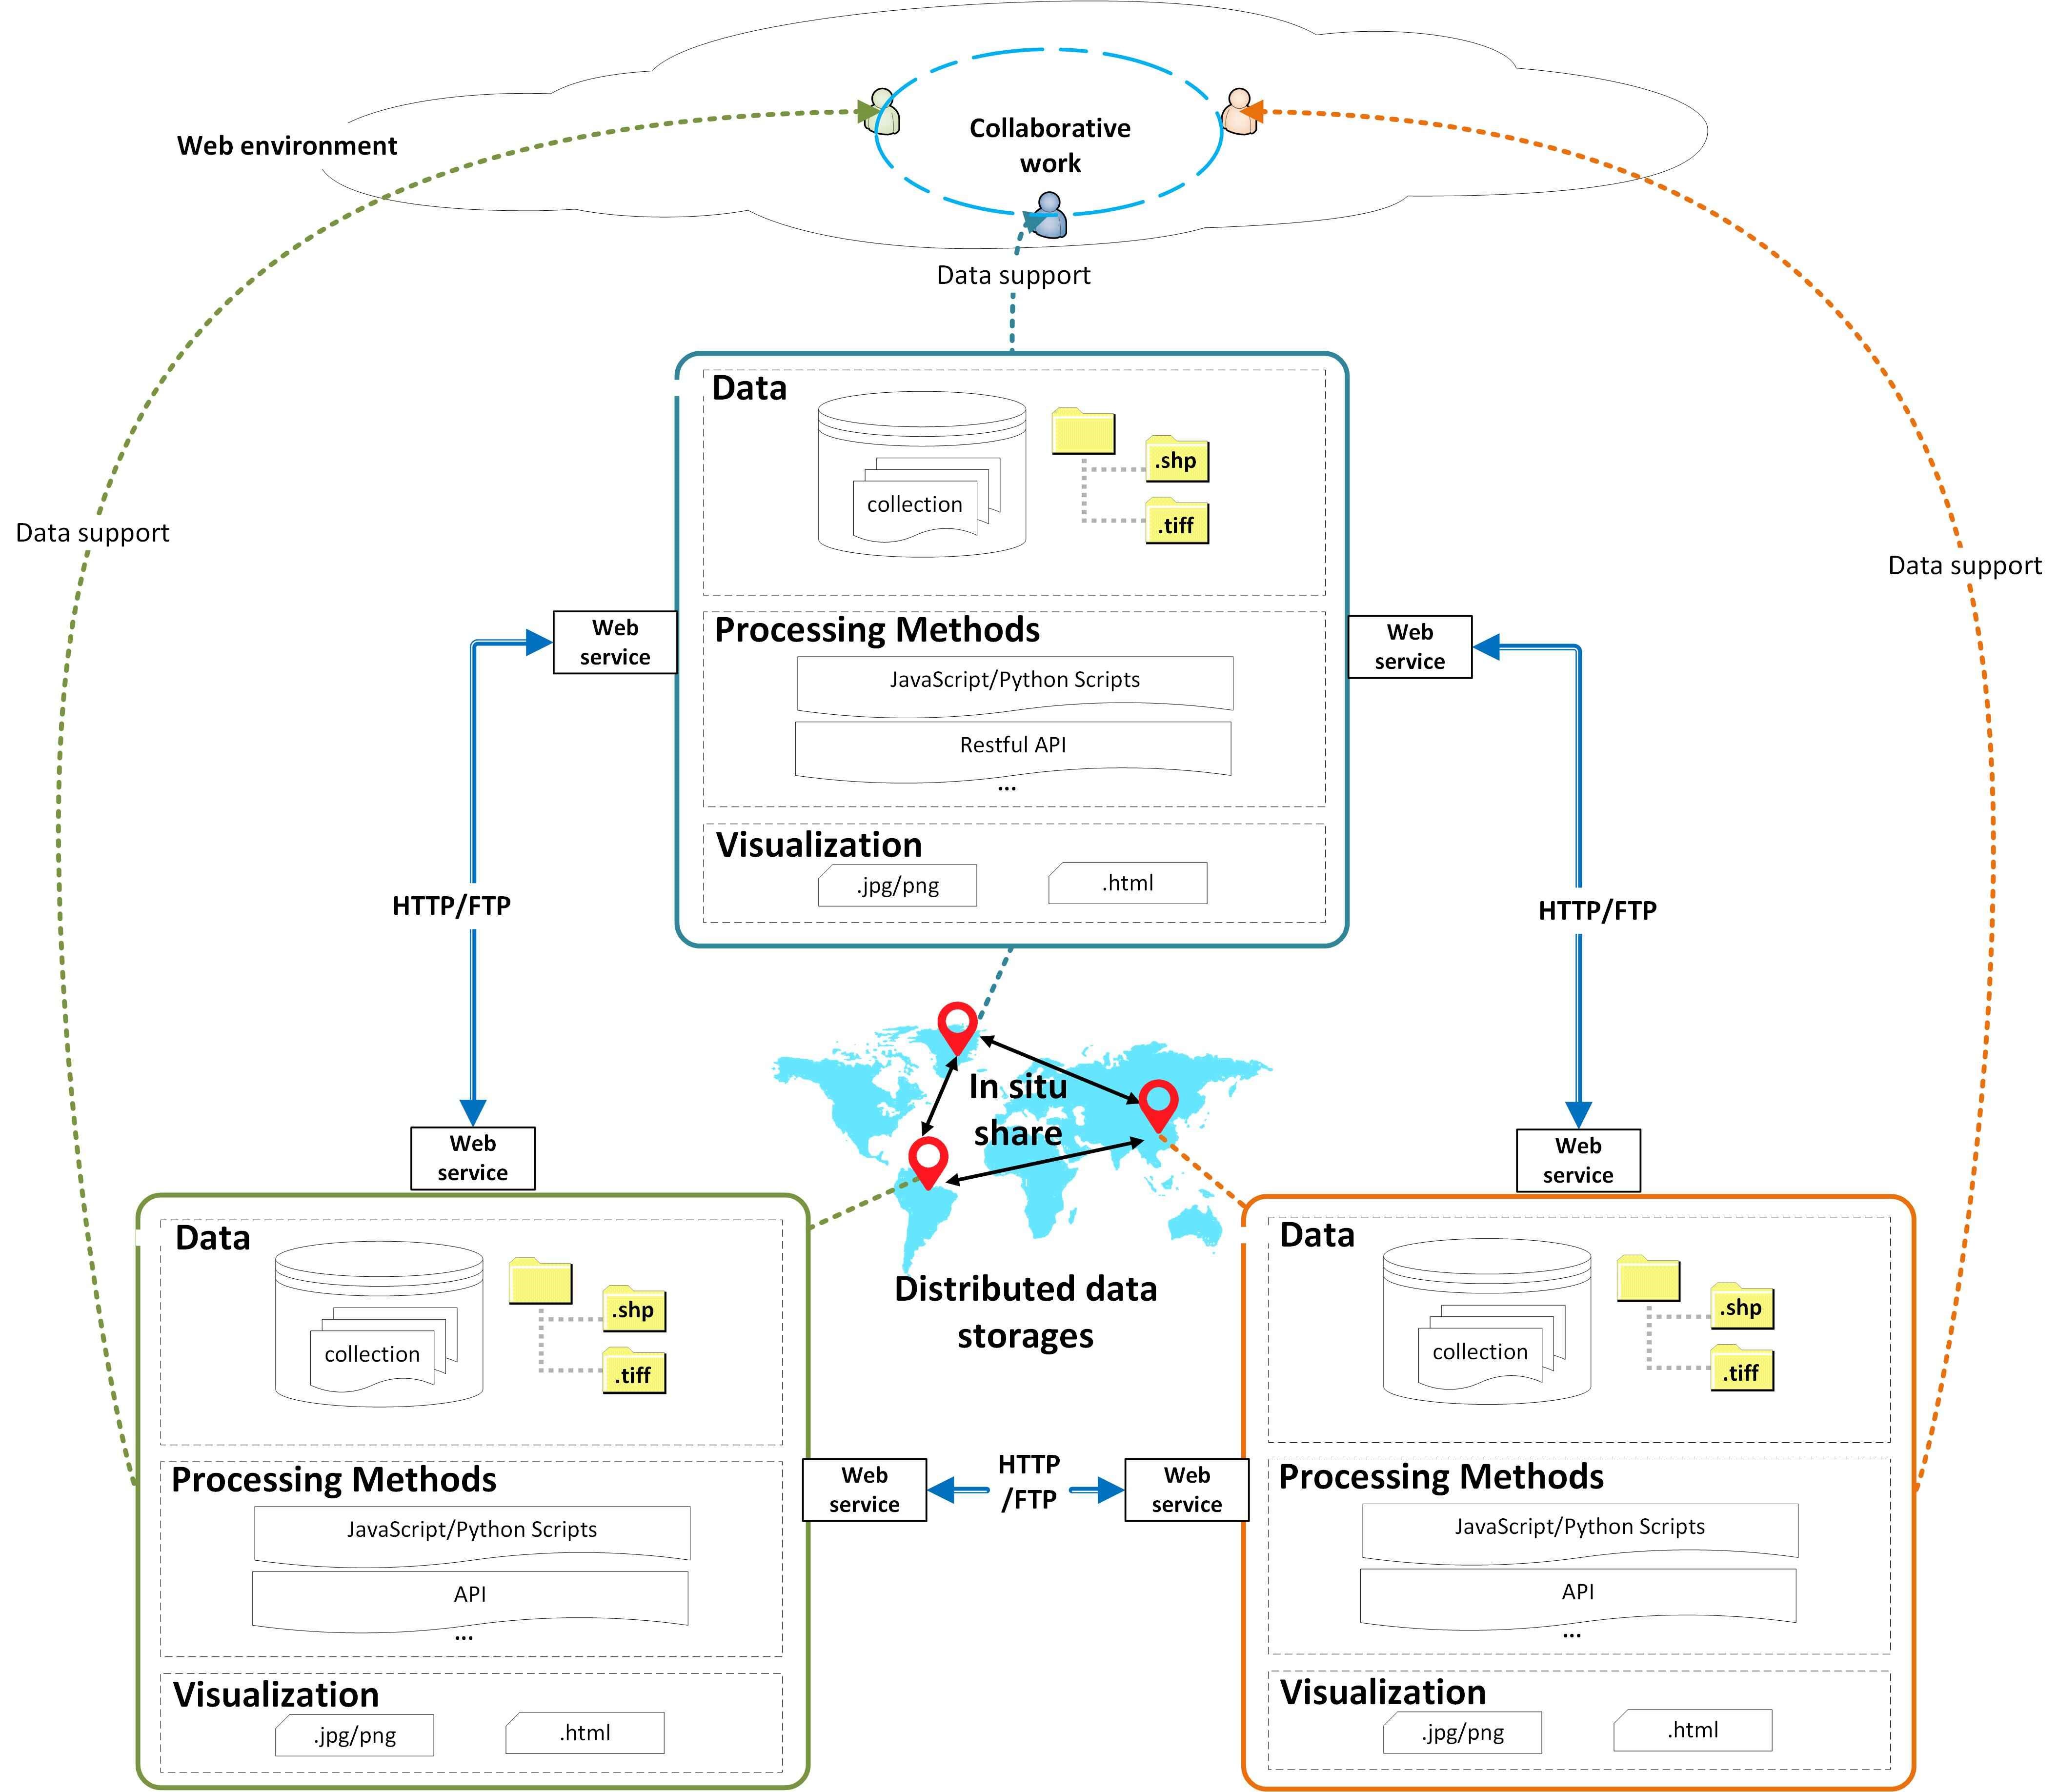 Web environment
Collaborative
work
Data support
Data support
Data support
Data
collection
.shp
.tiff
Web
service
Processing Methods
JavaScript/Python Scripts
Restful API
...
Web
service
Visualization
.jpg/png
.html
HTTP/FTP
HTTP/FTP
In situ
share
Distributed data
storages
Web
service
Web
service
Data
collection
.shp
.tiff
Processing Methods
JavaScript/Python Scripts
API
...
Visualization
.jpg/png
.html
Web
service
HTTP
/FTP
Web
service
Data
collection
.shp
.tiff
Processing Methods
JavaScript/Python Scripts
API
...
Visualization
.jpg/png
.html